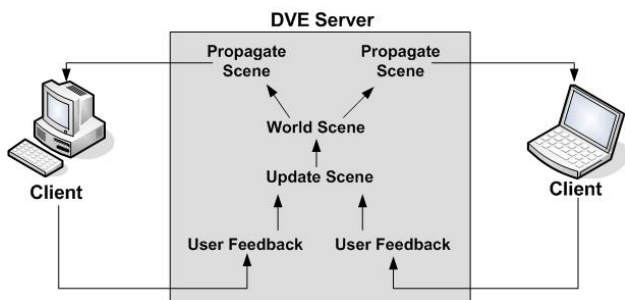 DVE Server
Propagate
Scene
Propagate
Scene
World Scene
Client
Client
Update Scene
User Feedback
User Feedback